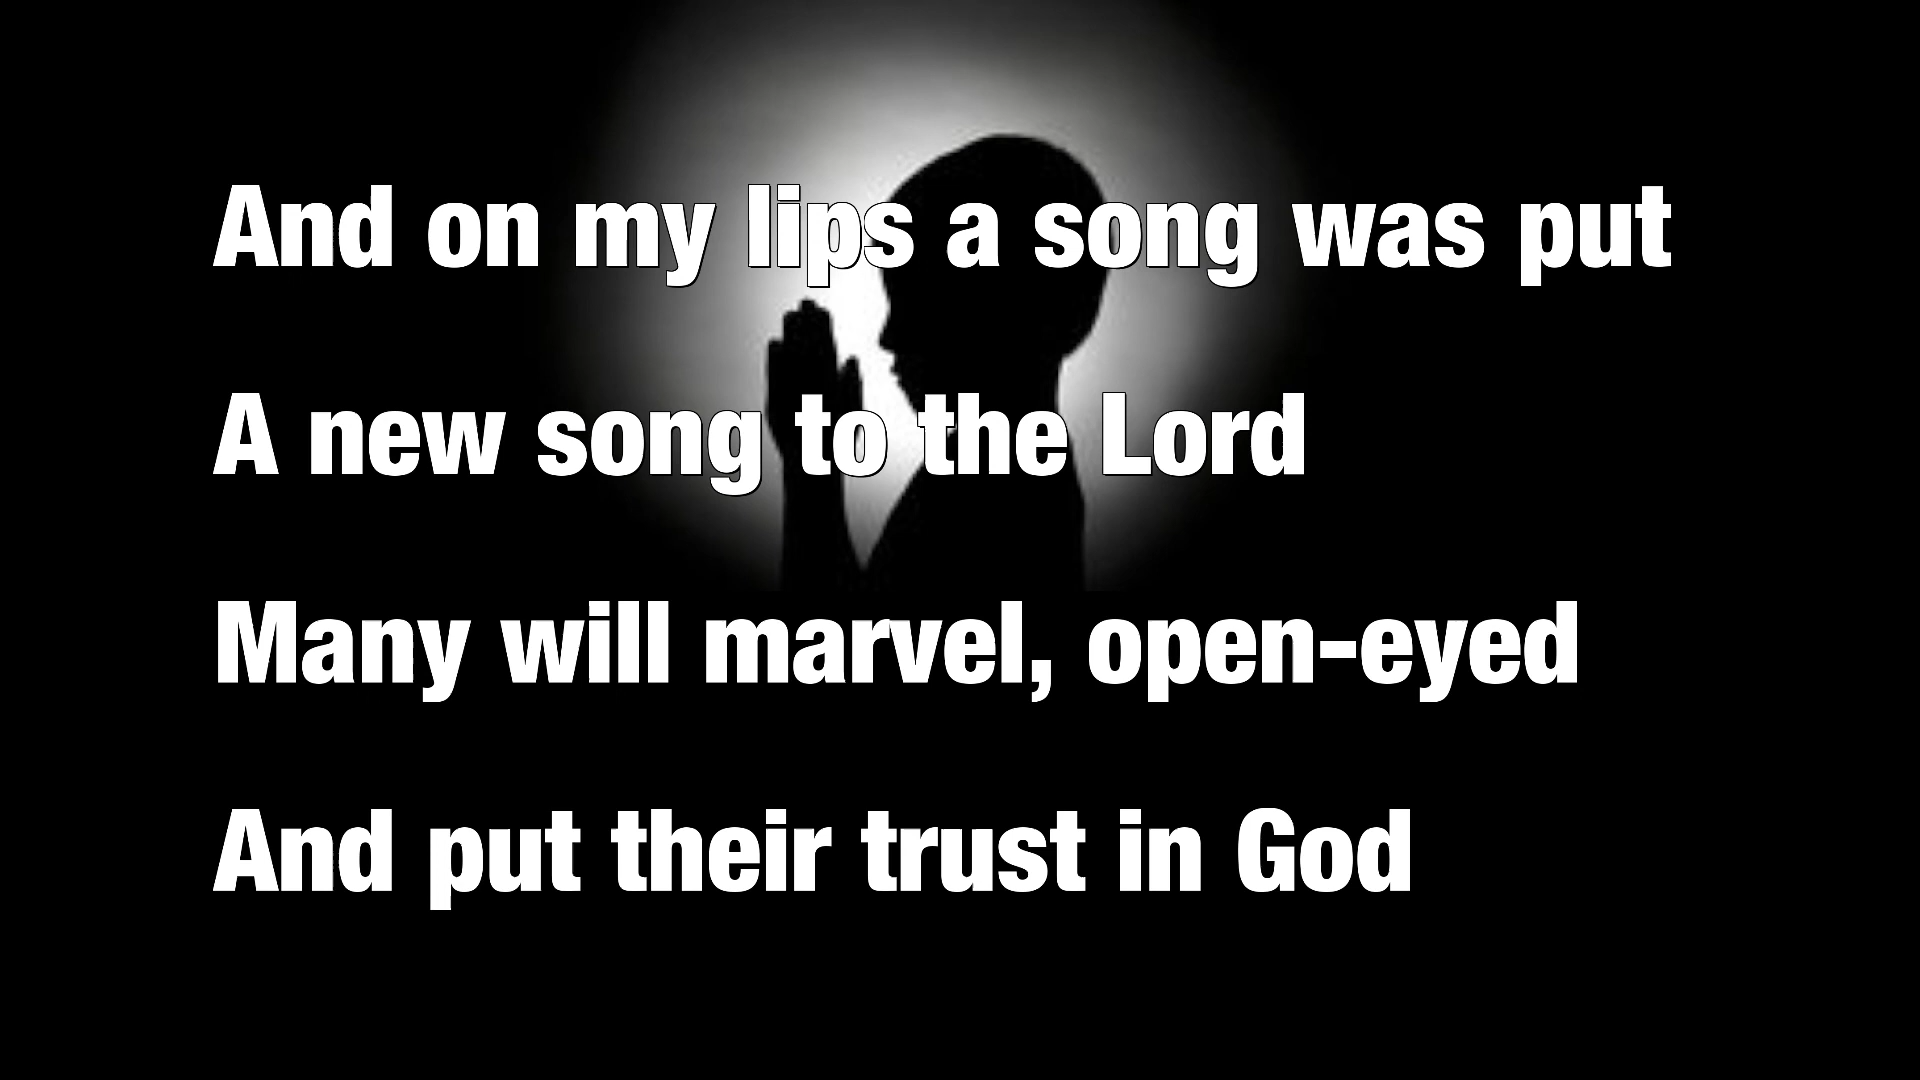 And on my lips a song was put
A new song to the Lord
Many will marvel, open-eyed
And put their trust in God